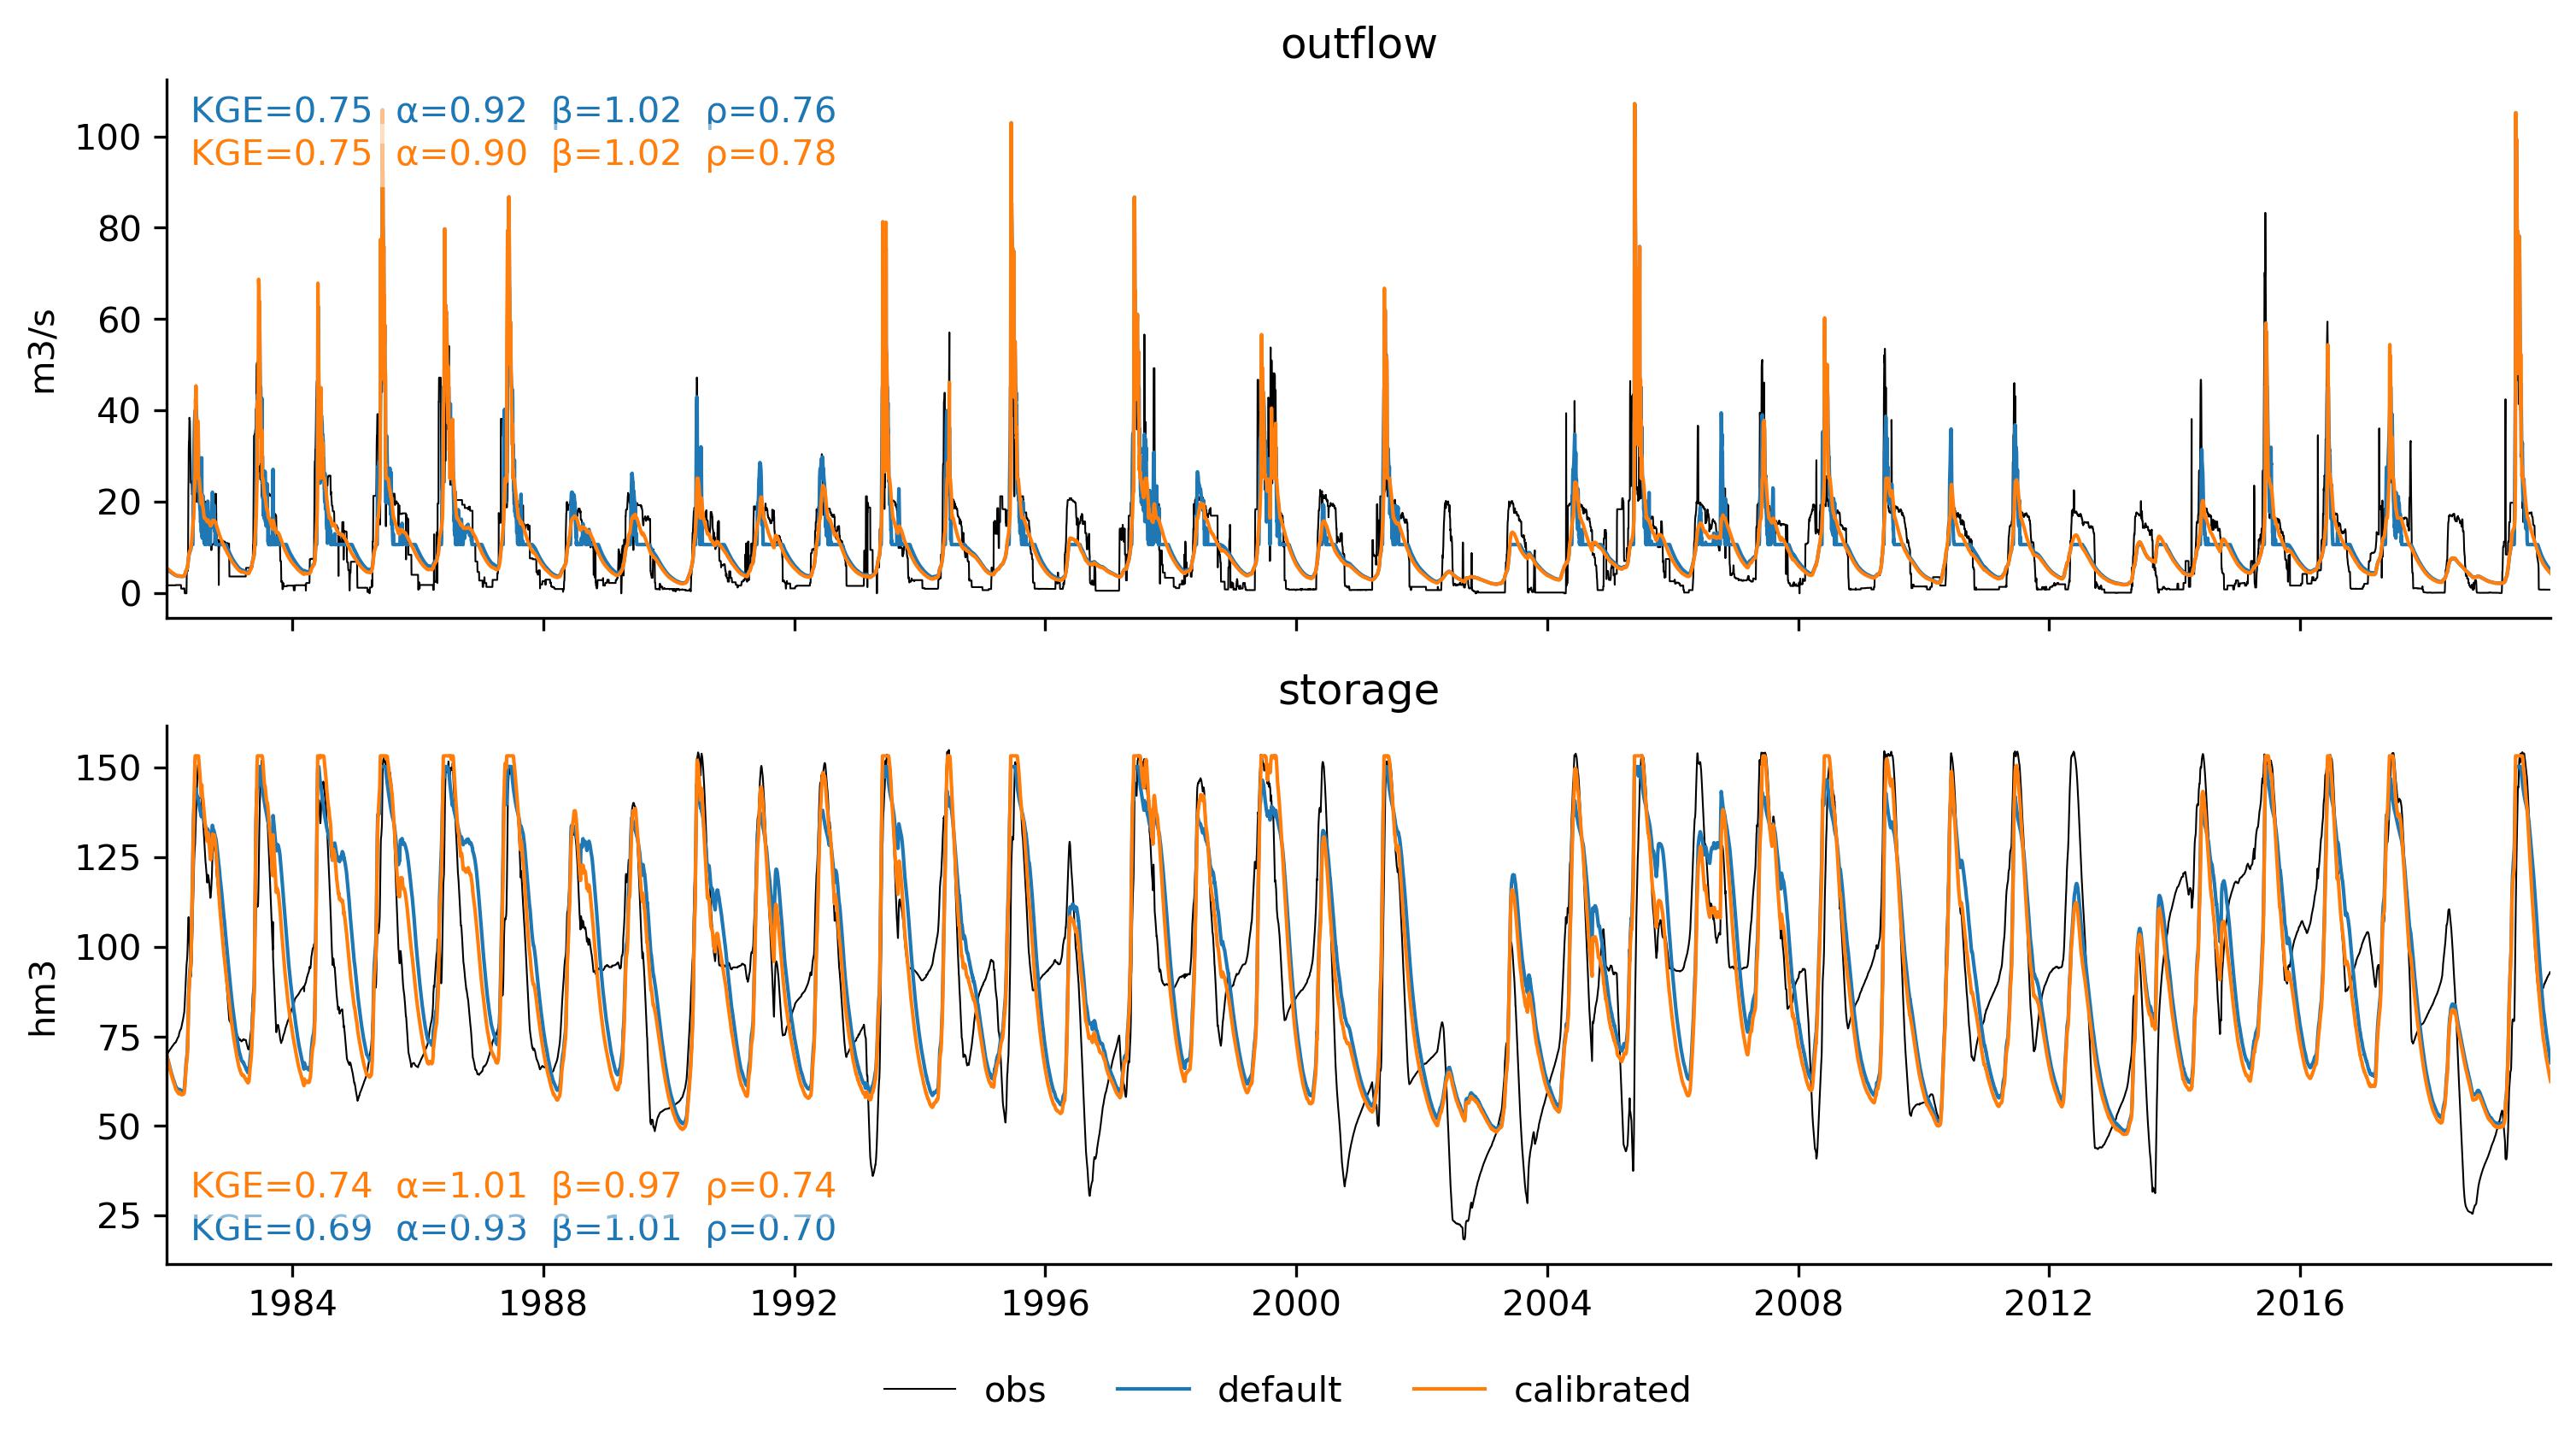 outflow
KGE=0.75  α=0.92  β=1.02  ρ=0.76
KGE=0.75  α=0.90  β=1.02  ρ=0.78
m3/s
100
80
60
40
20
0
storage
hm3
150
125
100
75
50
25
KGE=0.74  α=1.01  β=0.97  ρ=0.74
KGE=0.69  α=0.93  β=1.01  ρ=0.70
1984 1988 1992 1996 2000 2004 2008 2012 2016
obs default calibrated